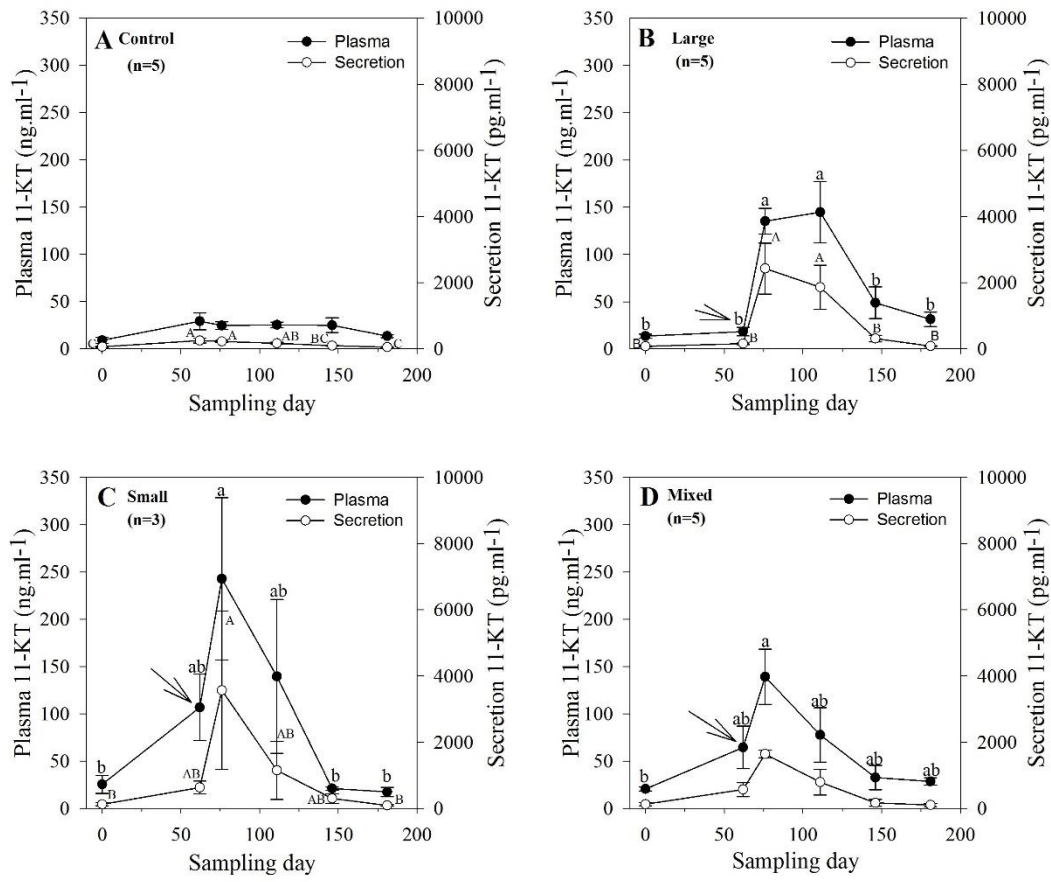 A Control
(n=5)
Plasma
Secretion
350
300
250
200
150
100
50
0
10000
8000
6000
4000
2000
0
Plasma 11-KT (ng.ml-1)
Secretion 11-KT (pg.ml-1)
C
A
A
AB
BC
C
0
50
100
150
200
Sampling day
B Large
(n=5)
Plasma
Secretion
350
300
250
200
150
100
50
0
10000
8000
6000
4000
2000
0
Plasma 11-KT (ng.ml-1)
Secretion 11-KT (pg.ml-1)
a
a
A
A
b
b
b
b
B
B
B
B
0
50
100
150
200
Sampling day
C Small
(n=3)
Plasma
Secretion
350
300
250
200
150
100
50
0
10000
8000
6000
4000
2000
0
Plasma 11-KT (ng.ml-1)
Secretion 11-KT (pg.ml-1)
a
ab
ab
A
AB
b
b
b
B
AB
AB
B
0
50
100
150
200
Sampling day
D Mixed
(n=5)
Plasma
Secretion
350
300
250
200
150
100
50
0
10000
8000
6000
4000
2000
0
Plasma 11-KT (ng.ml-1)
Secretion 11-KT (pg.ml-1)
a
ab
ab
b
ab
ab
0
50
100
150
200
Sampling day